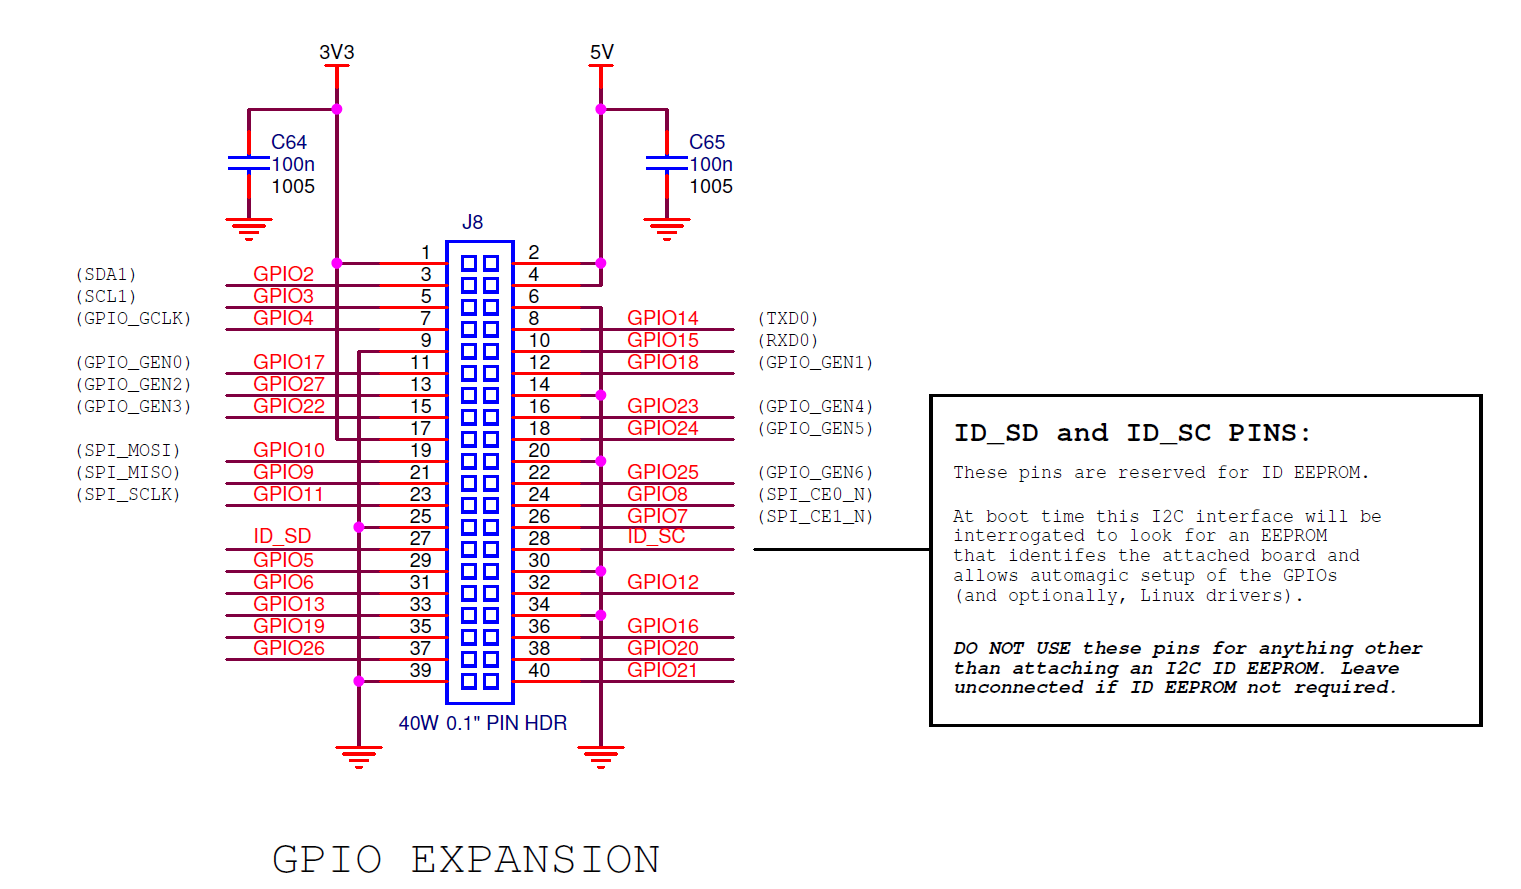 3V3
5V
C64
100n
1005
C65
100n
1005
J8
1 2
(SDA1) GPIO2 3 4
(SCL1) GPIO3 5 6
(GPIO_GCLK) GPIO4 7 8 GPIO14 (TXD0)
9 10 GPIO15 (RXD0)
(GPIO_GEN0) GPIO17 11 12 GPIO18 (GPIO_GEN1)
(GPIO_GEN2) GPIO27 13 14
(GPIO_GEN3) GPIO22 15 16 GPIO23 (GPIO_GEN4)
17 18 GPIO24 (GPIO_GEN5)
(SPI_MOSI) GPIO10 19 20
(SPI_MISO) GPIO9 21 22 GPIO25 (GPIO_GEN6)
(SPI_SCLK) GPIO11 23 24 GPIO8 (SPI_CE0_N)
25 26 GPIO7 (SPI_CE1_N)
ID_SD 27 28 ID_SC
GPIO5 29 30
GPIO6 31 32 GPIO12
GPIO13 33 34
GPIO19 35 36 GPIO16
GPIO26 37 38 GPIO20
39 40 GPIO21
40W 0.1" PIN HDR
ID_SD and ID_SC PINS:
These pins are reserved for ID EEPROM.
At boot time this I2C interface will be
interrogated to look for an EEPROM
that identifes the attached board and
allows automagic setup of the GPIOs
(and optionally, Linux drivers).
DO NOT USE these pins for anything other
than attaching an I2C ID EEPROM. Leave
unconnected if ID EEPROM not required.
GPIO EXPANSION